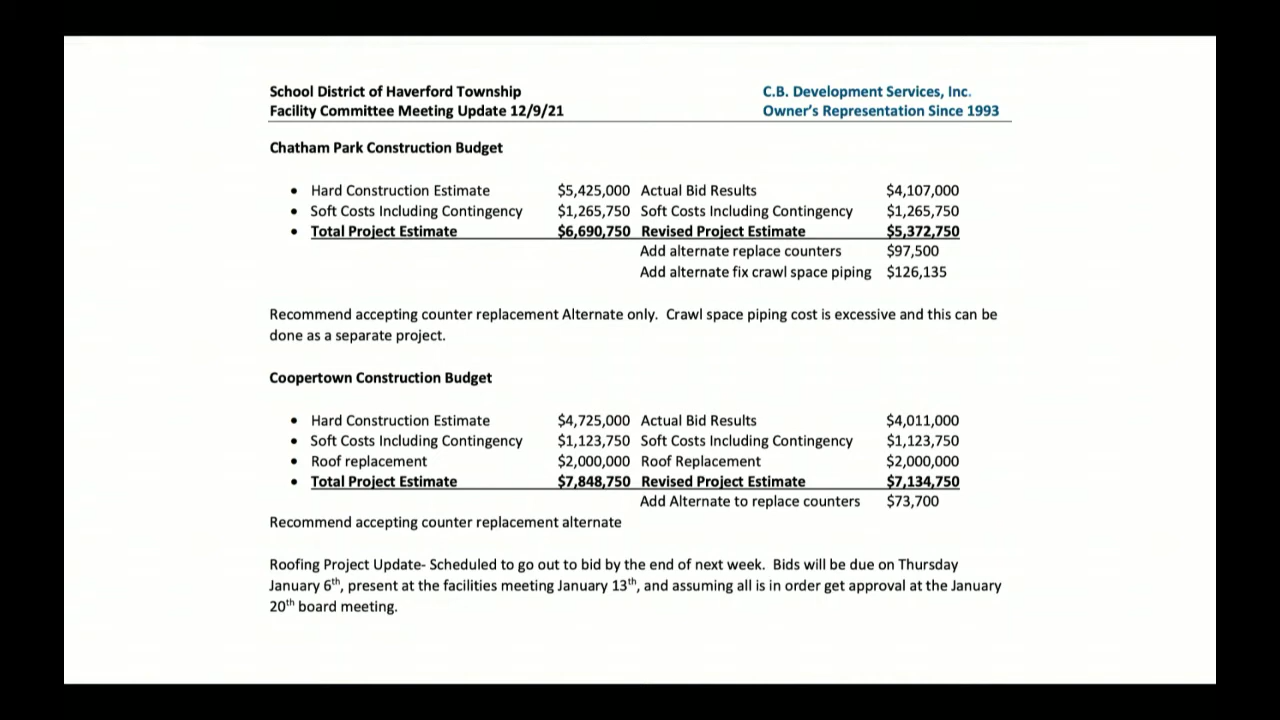 School District of Haverford Township C.B. Development Services, Inc.
Facility Committee Meeting Update 12/9/21 Owner's Representation Since 1993
Chatham Park Construction Budget
• Hard Construction Estimate $5,425,000 Actual Bid Results $4,107,000
• Soft Costs Including Contingency $1,265,750 Soft Costs Including Contingency $1,265,750
• Total Project Estimate $6,690,750 Revised Project Estimate $5,372,750
Add alternate replace counters $97,500
Add alternate fix crawl space piping $126,135
Recommend accepting counter replacement Alternate only. Crawl space piping cost is excessive and this can be
done as a separate project.
Coopertown Construction Budget
• Hard Construction Estimate $4,725,000 Actual Bid Results $4,011,000
• Soft Costs Including Contingency $1,123,750 Soft Costs Including Contingency $1,123,750
• Roof replacement $2,000,000 Roof Replacement $2,000,000
• Total Project Estimate $7,848,750 Revised Project Estimate $7,134,750
Add Alternate to replace counters $73,700
Recommend accepting counter replacement alternate
Roofing Project Update- Scheduled to go out to bid by the end of next week. Bids will be due on Thursday
January 6th, present at the facilities meeting January 13th, and assuming all is in order get approval at the January
20th board meeting.